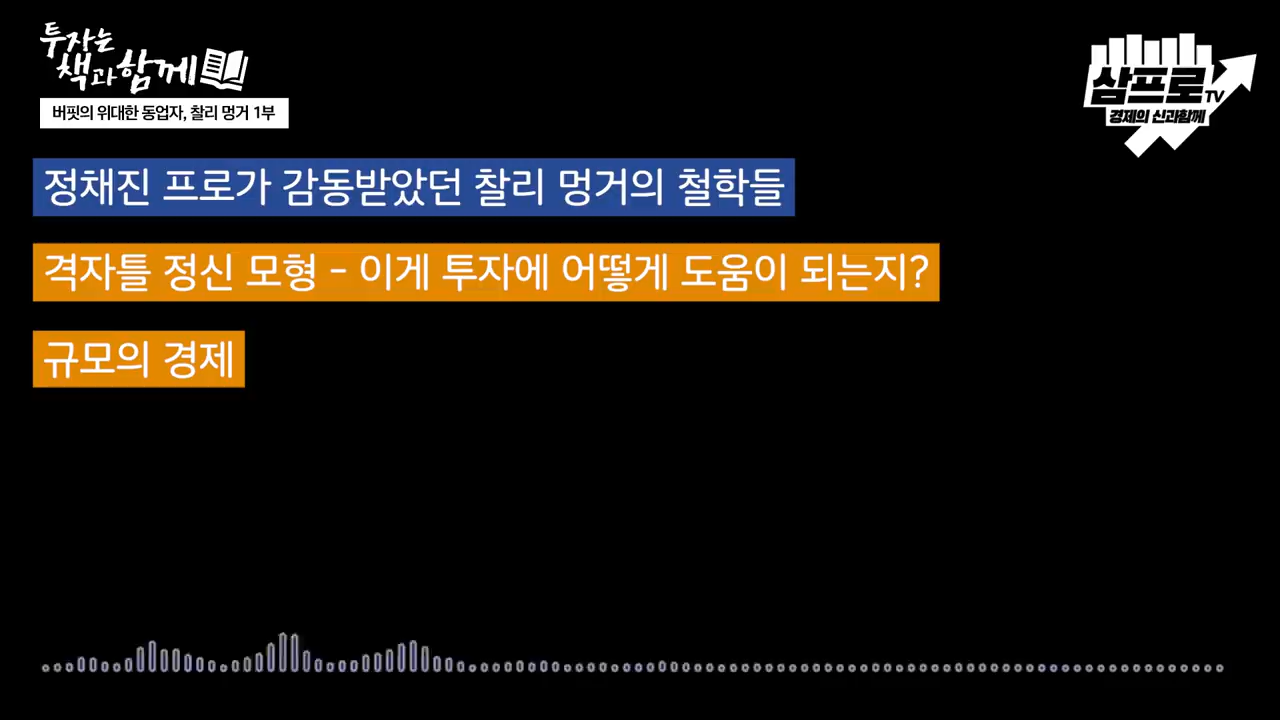 투자는
책과 함께
버핏의 위대한 동업자, 찰리 멍거 1부
삼프로TV
경제의 신과함께
정채진 프로가 감동받았던 찰리 멍거의 철학들
격자틀 정신 모형 - 이게 투자에 어떻게 도움이 되는지?
규모의 경제